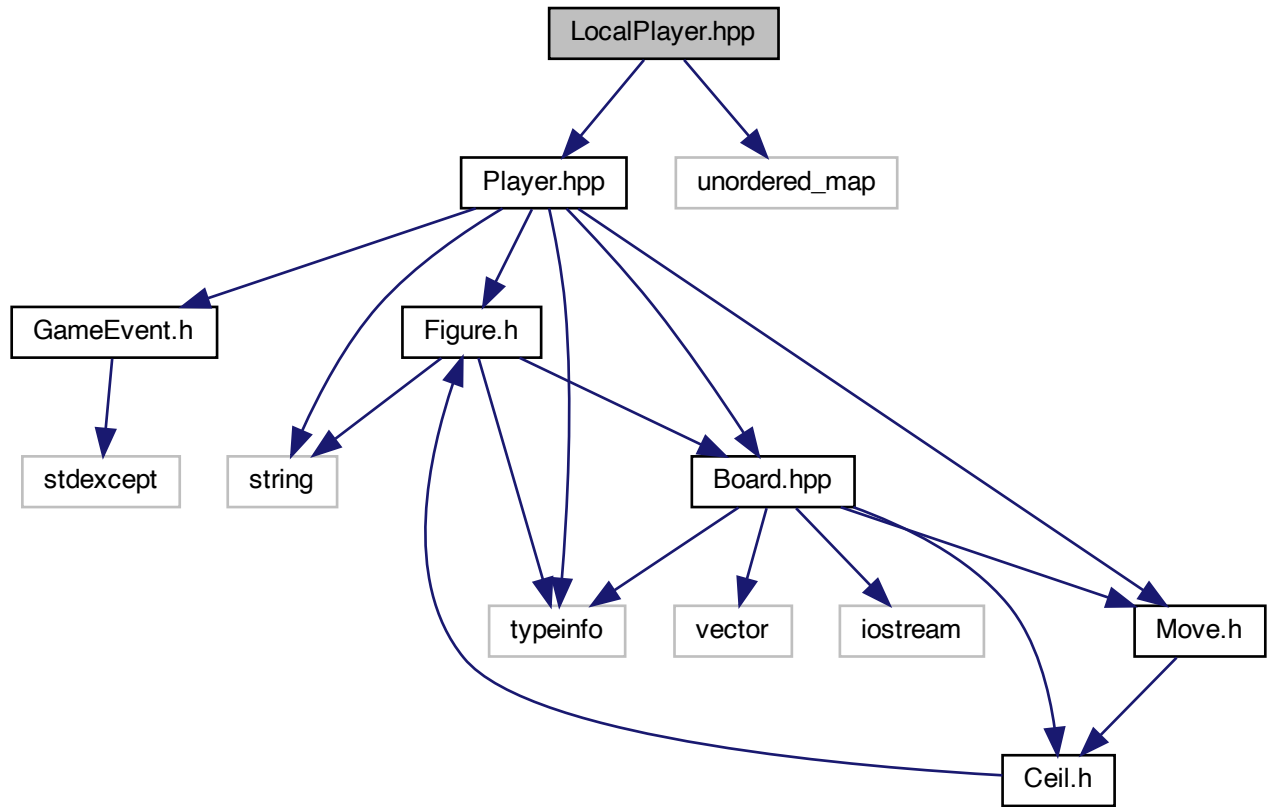 LocalPlayer.hpp
Player.hpp
unordered_map
GameEvent.h
Figure.h
stdexcept
string
Board.hpp
typeinfo
vector
iostream
Move.h
Ceil.h